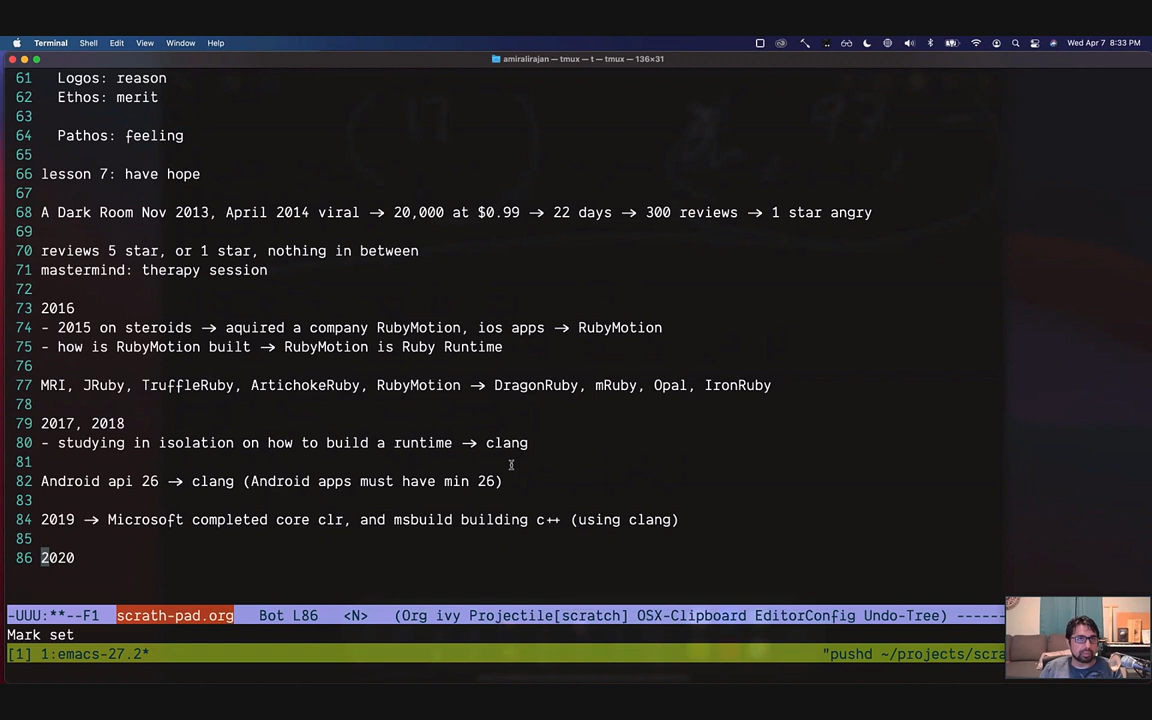 Terminal Shell Edit View Window Help Wed Apr 7 8:33 PM
amiralirajan — tmux — t — tmux — 136×31
61 Logos: reason
62 Ethos: merit
63
64 Pathos: feeling
65
66 lesson 7: have hope
67
68 A Dark Room Nov 2013, April 2014 viral → 20,000 at $0.99 → 22 days → 300 reviews → 1 star angry
69
70 reviews 5 star, or 1 star, nothing in between
71 mastermind: therapy session
72
73 2016
74 - 2015 on steroids → aquired a company RubyMotion, ios apps → RubyMotion
75 - how is RubyMotion built → RubyMotion is Ruby Runtime
76
77 MRI, JRuby, TruffleRuby, ArtichokeRuby, RubyMotion → DragonRuby, mRuby, Opal, IronRuby
78
79 2017, 2018
80 - studying in isolation on how to build a runtime → clang
81
82 Android api 26 → clang (Android apps must have min 26)
83
84 2019 → Microsoft completed core clr, and msbuild building c++ (using clang)
85
86 2020
-UUU:**--F1 scrath-pad.org Bot L86 <N> (Org ivy Projectile[scratch] OSX-Clipboard EditorConfig Undo-Tree) ------
Mark set
[1] 1:emacs-27.2* "pushd ~/projects/scra